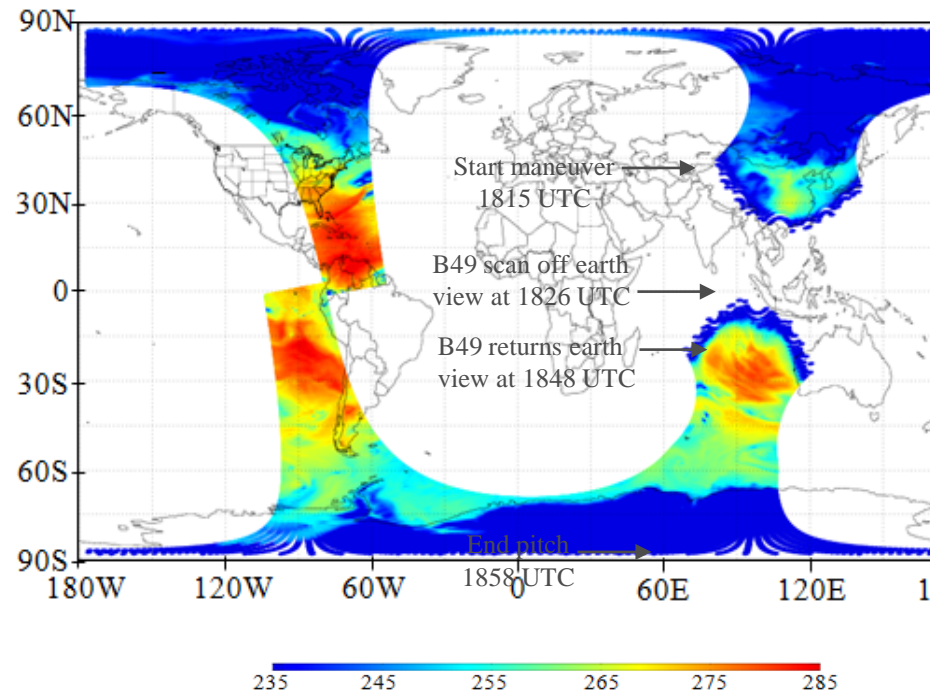 90N
60N
Start maneuver
1815 UTC
30N
B49 scan off earth
view at 1826 UTC
0
B49 returns earth
view at 1848 UTC
30S
60S
End pitch
1858 UTC
90S
180W
120W
60W
0
60E
120E
1
235
245
255
265
275
285